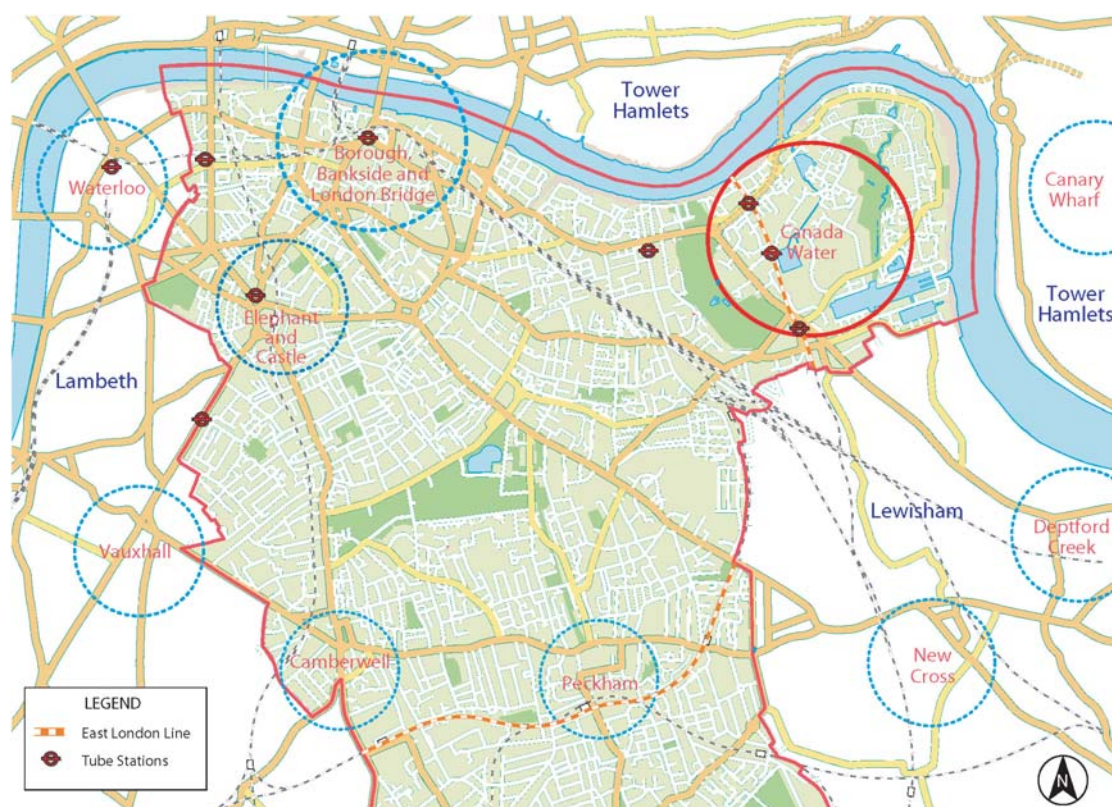 Tower
Hamlets
Waterloo
Borough,
Bankside and
London Bridge
Canary
Wharf
Canada
Water
Elephant
and
Castle
Tower
Hamlets
Lambeth
Lewisham
Deptford
Creek
Vauxhall
Camberwell
Peckham
New
Cross
LEGEND
East London Line
Tube Stations
N